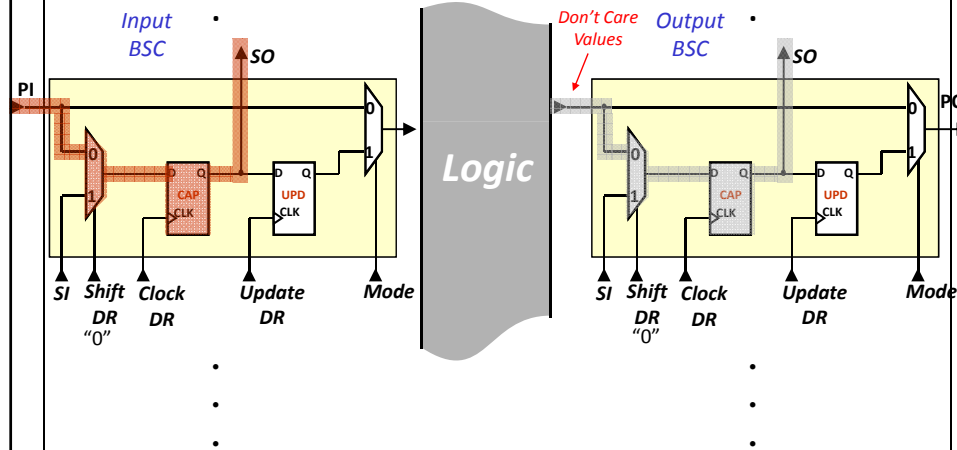 Input
BSC
SO
PI
0
1
D
Q
CAP
CLK
D
Q
UPD
CLK
0
1
SI
Shift
DR
“0”
Clock
DR
Update
DR
Mode
Logic
Don’t Care
Values
Output
BSC
SO
0
1
D
Q
CAP
CLK
D
Q
UPD
CLK
0
1
SI
Shift
DR
“0”
Clock
DR
Update
DR
Mode